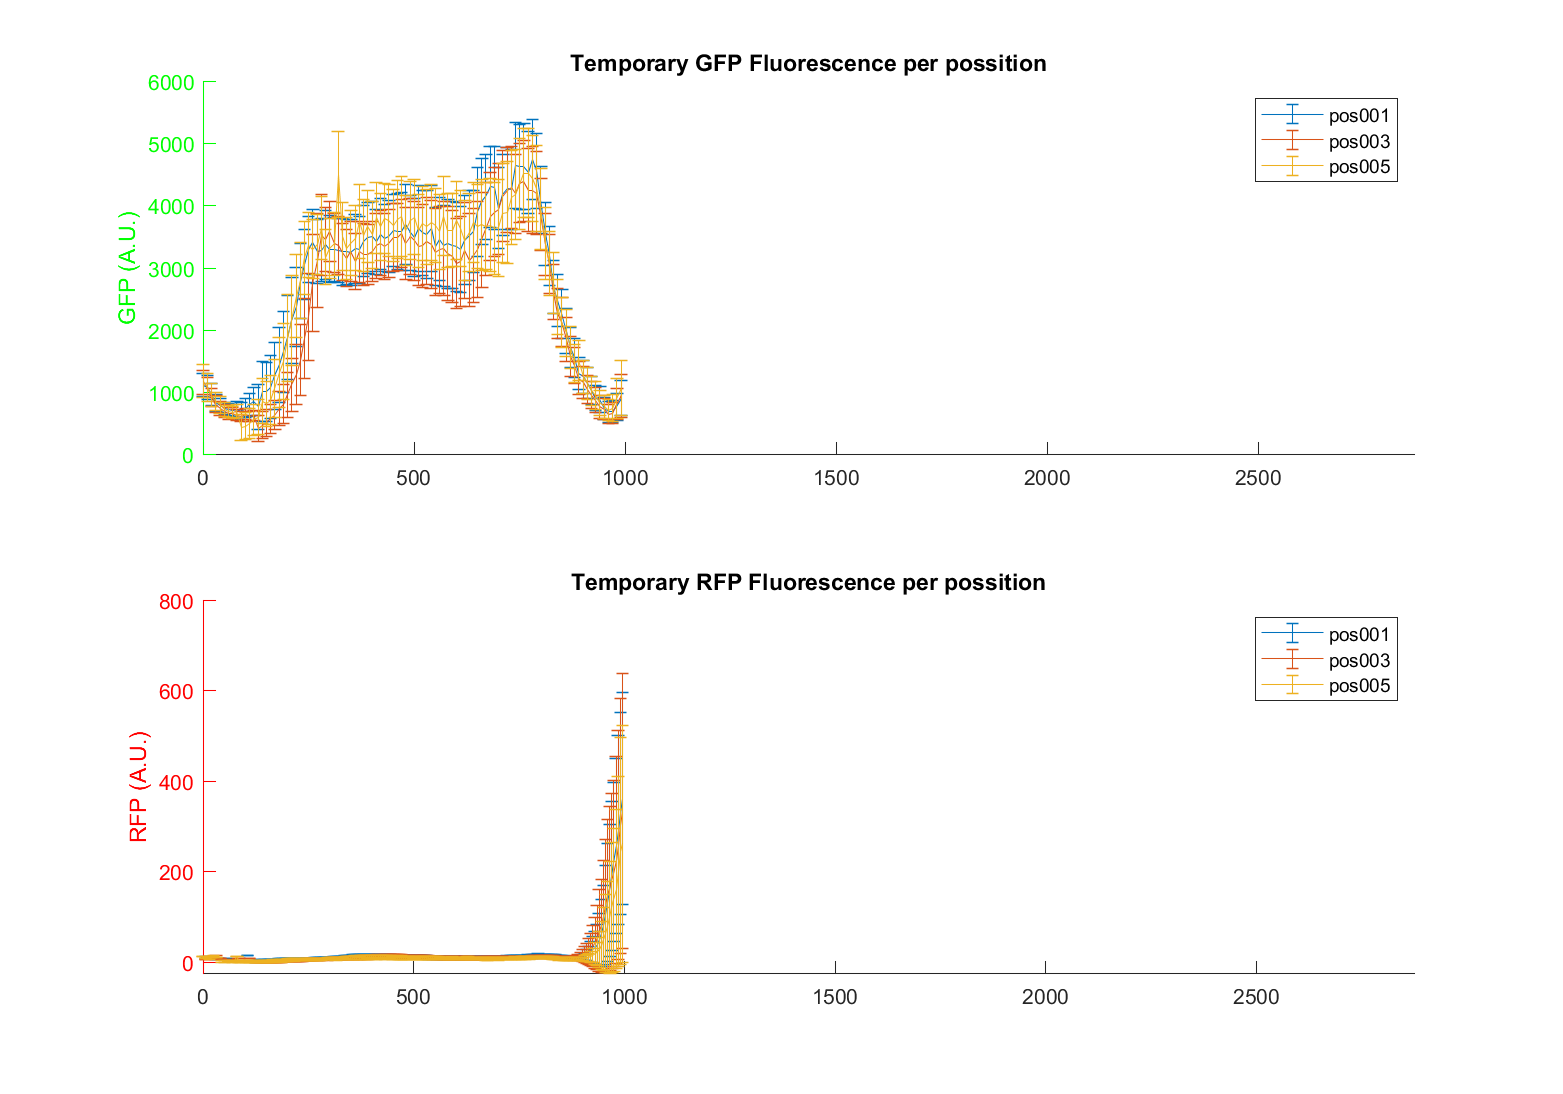 Temporary GFP Fluorescence per possition
6000
5000
4000
3000
2000
1000
0
GFP (A.U.)
0 500 1000 1500 2000 2500
pos001
pos003
pos005
Temporary RFP Fluorescence per possition
800
600
400
200
0
RFP (A.U.)
0 500 1000 1500 2000 2500
pos001
pos003
pos005